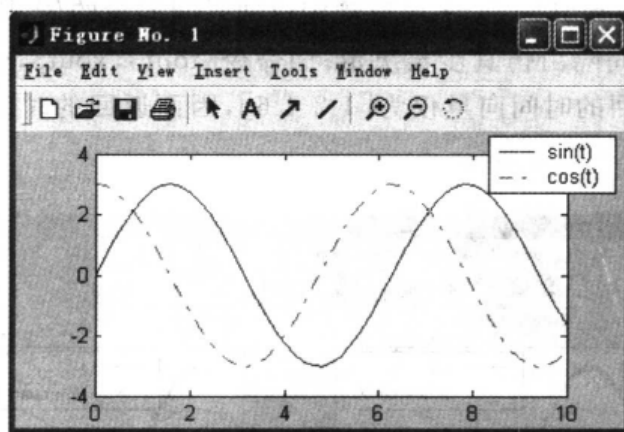 Figure No. 1
File Edit View Insert Tools Window Help
A
sin(t)
cos(t)
4
2
0
-2
-4
0 2 4 6 8 10